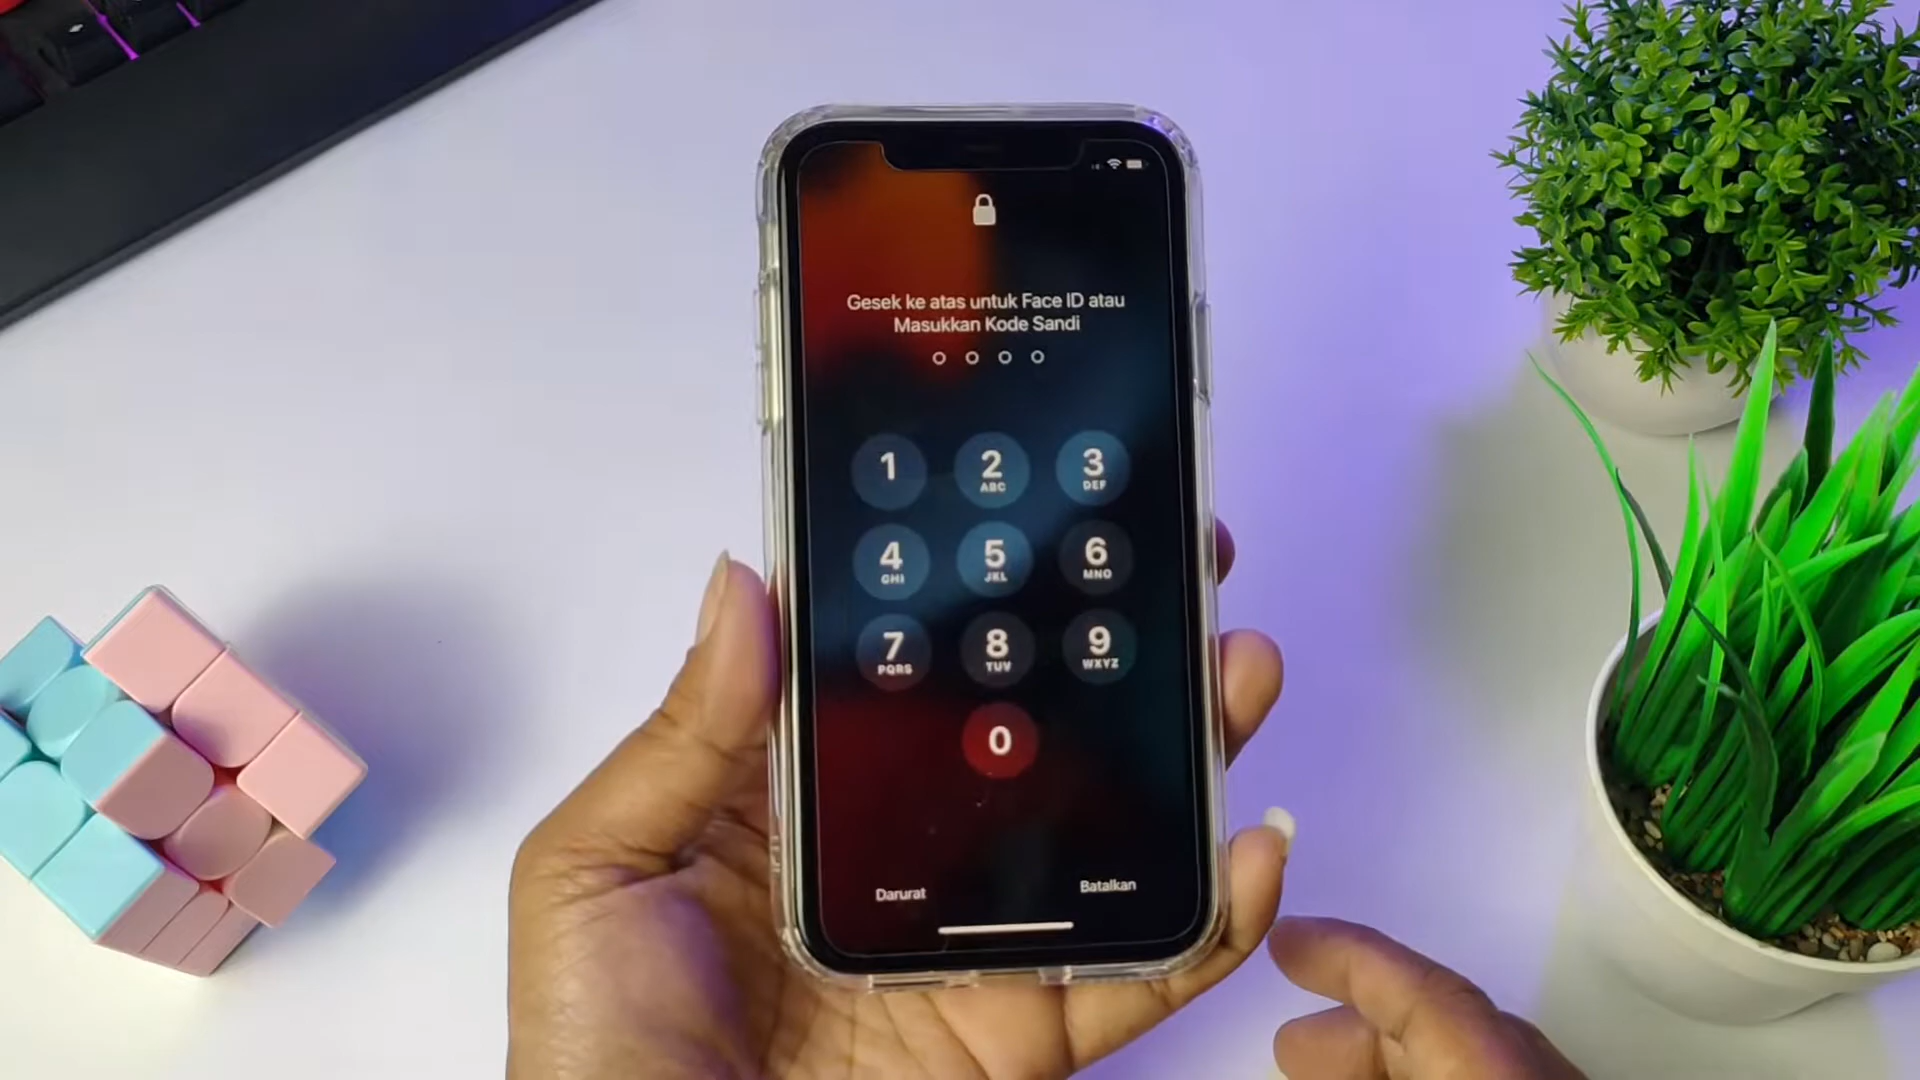 Gesek ke atas untuk Face ID atau
Masukkan Kode Sandi
1
2
ABC
3
DEF
4
GHI
5
JKL
6
MNO
7
PQRS
8
TUV
9
WXYZ
0
Darurat
Batalkan